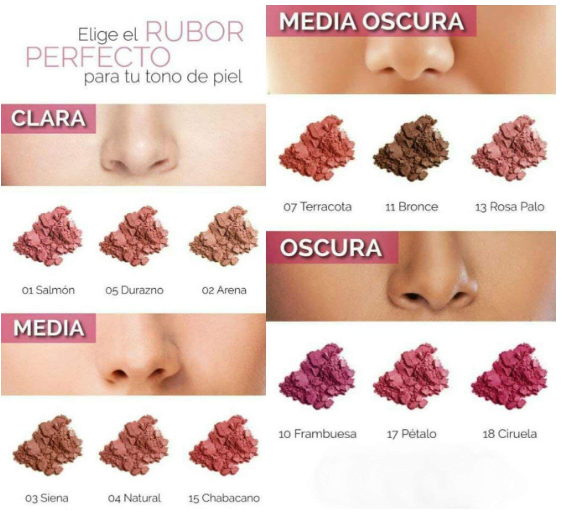 Elige el RUBOR
PERFECTO
para tu tono de piel
CLARA
01 Salmón 05 Durazno 02 Arena
MEDIA
03 Siena 04 Natural 15 Chabacano
MEDIA OSCURA
07 Terracota 11 Bronce 13 Rosa Palo
OSCURA
10 Frambuesa 17 Pétalo 18 Ciruela